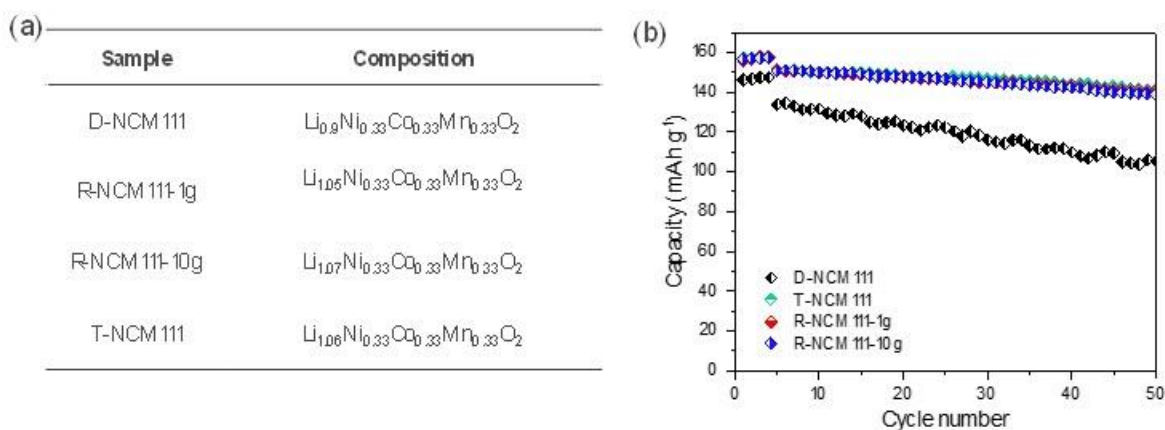 (a)
Sample Composition
D-NCM 111 Li0.9Ni0.33Co0.33Mn0.33O2
R-NCM 111-1g Li1.05Ni0.33Co0.33Mn0.33O2
R-NCM 111-10g Li1.07Ni0.33Co0.33Mn0.33O2
T-NCM 111 Li1.06Ni0.33Co0.33Mn0.33O2
(b)
Capacity (mAh g-1)
160
140
120
100
80
60
40
20
0
D-NCM 111
T-NCM 111
R-NCM 111-1g
R-NCM 111-10g
0 10 20 30 40 50
Cycle number